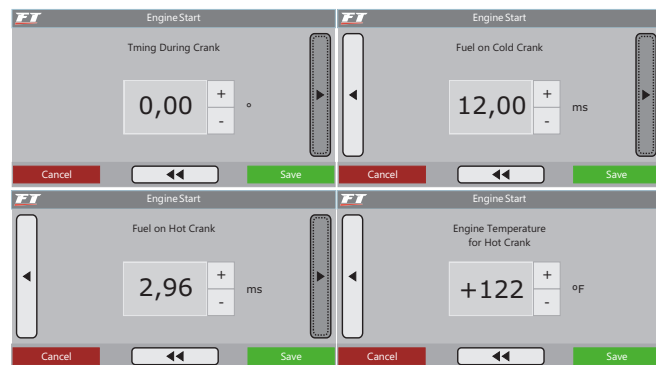 FT Engine Start
Tming During Crank
0,00 + - °
Cancel Save
FT Engine Start
Fuel on Cold Crank
12,00 + - ms
Cancel Save
FT Engine Start
Fuel on Hot Crank
2,96 + - ms
Cancel Save
FT Engine Start
Engine Temperature
for Hot Crank
+122 + - ºF
Cancel Save